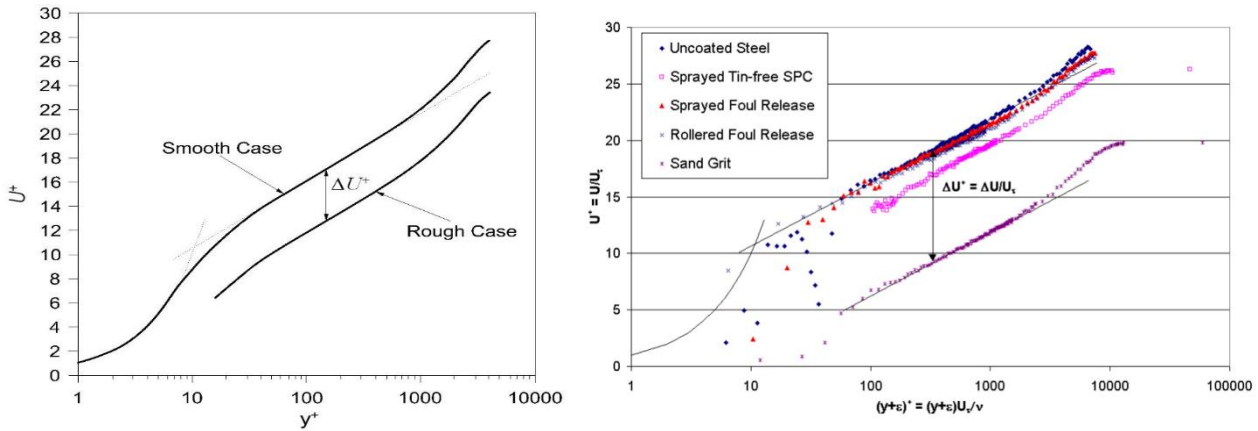 30
28
26
24
22
20
18
16
14
12
10
8
6
4
2
0
U⁺
Smooth Case
ΔU⁺
Rough Case
1
10
100
1000
10000
y⁺
30
25
20
15
10
5
0
U⁺ = U/Uτ
Uncoated Steel
Sprayed Tin-free SPC
Sprayed Foul Release
Rollered Foul Release
Sand Grit
ΔU⁺ = ΔU/Uτ
1
10
100
1000
10000
100000
(y+ε)⁺ = (y+ε)Uτ/ν